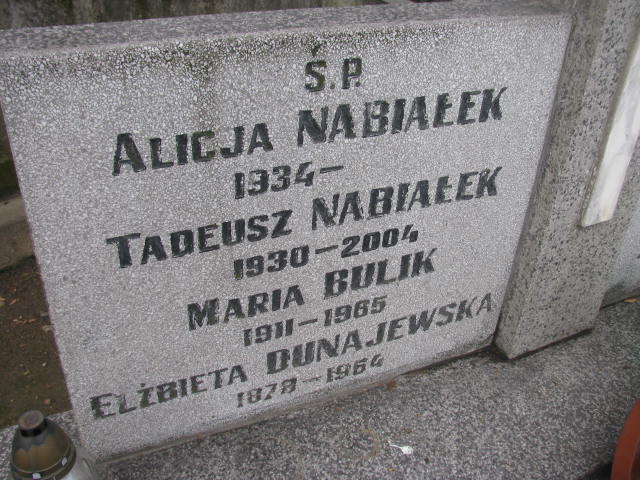 Ś.P.
ALICJA NABIAŁEK
1934-
TADEUSZ NABIAŁEK
1930-2004
MARIA BULIK
1911-1965
ELŻBIETA DUNAJEWSKA
1878-1964